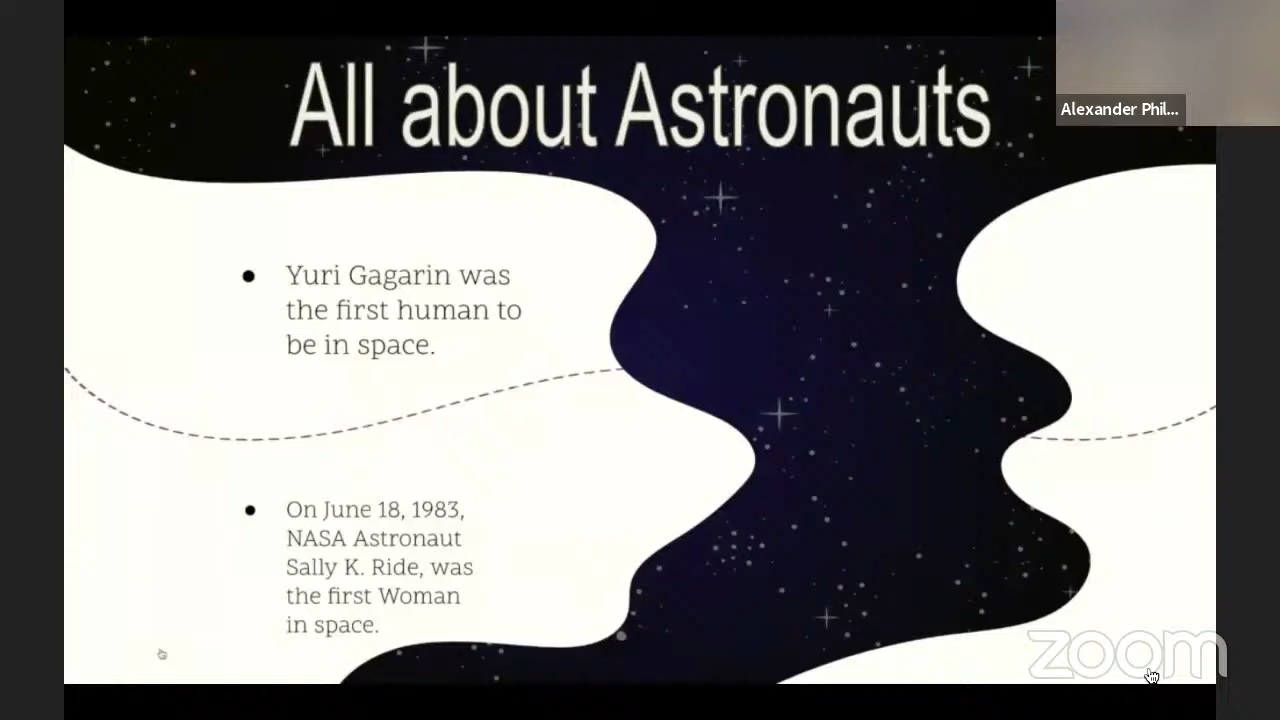 All about Astronauts
Alexander Phil...
Yuri Gagarin was
the first human to
be in space.
On June 18, 1983,
NASA Astronaut
Sally K. Ride, was
the first Woman
in space.
zoom